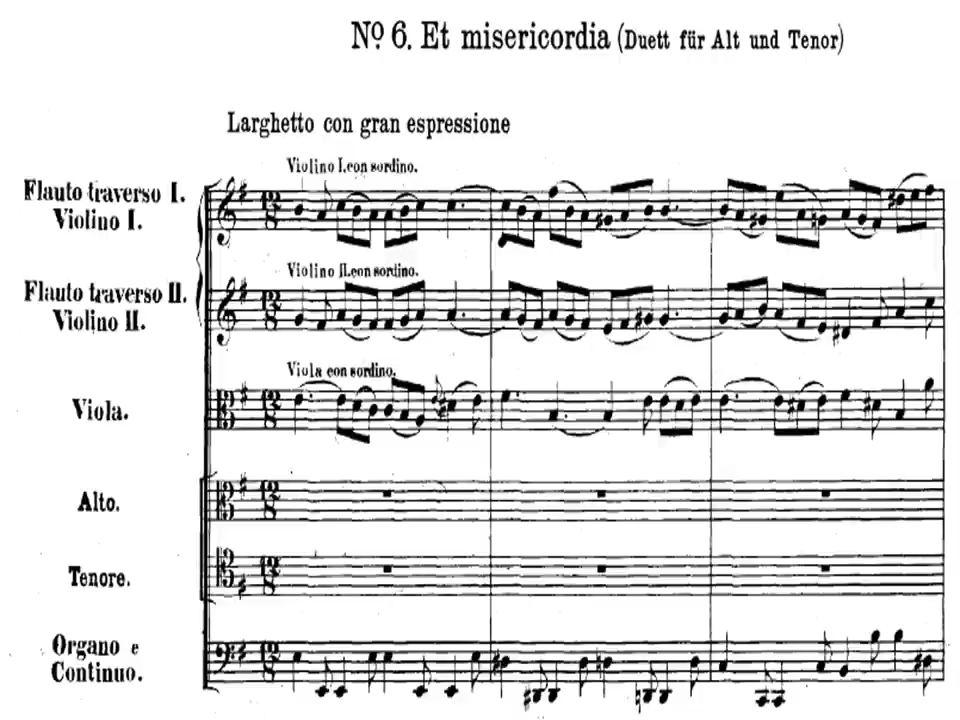 Nº 6. Et misericordia (Duett für Alt und Tenor)
Larghetto con gran espressione
Violino I. con sordino.
Flauto traverso I.
Violino I.
Violino II. con sordino.
Flauto traverso II.
Violino II.
Viola con sordino.
Viola.
Alto.
Tenore.
Organo e
Continuo.